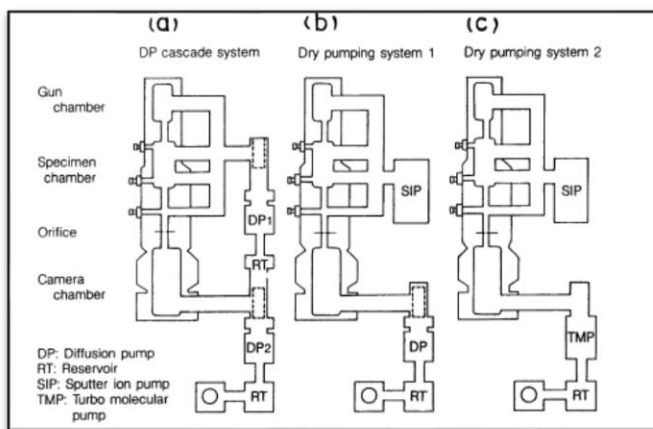 (a) (b) (c)
DP cascade system Dry pumping system 1 Dry pumping system 2
Gun
chamber
Specimen
chamber
SIP SIP
DP1
Orifice
RT
Camera
chamber
DP2 DP TMP
RT RT RT
DP: Diffusion pump
RT: Reservoir
SIP: Sputter ion pump
TMP: Turbo molecular
pump